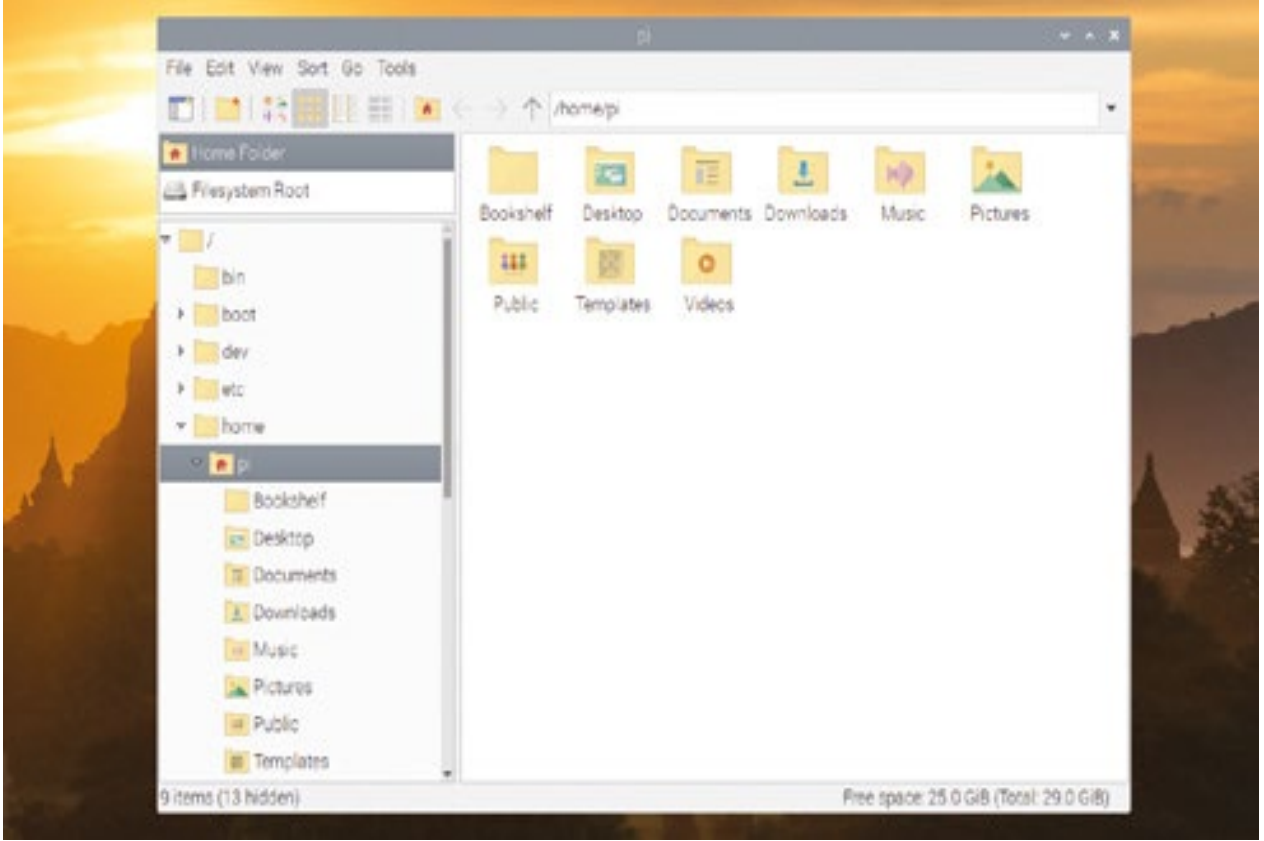 pi
File Edit View Sort Go Tools
/home/pi
Home Folder
Filesystem Root
/
bin
boot
dev
etc
home
pi
Bookshelf
Desktop
Documents
Downloads
Music
Pictures
Public
Templates
Bookshelf Desktop Documents Downloads Music Pictures
Public Templates Videos
9 items (13 hidden)
Free space: 25.0 GiB (Total: 29.0 GiB)